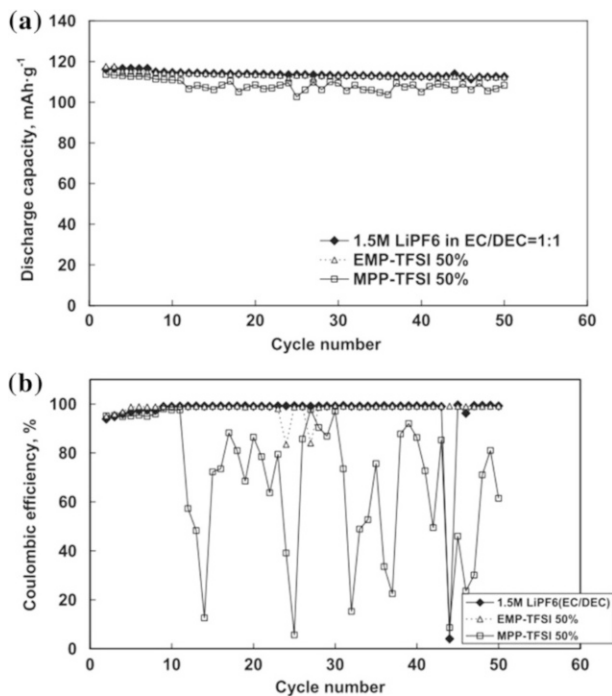 (a)
140
120
100
80
60
40
20
0
Discharge capacity, mAh·g-1
1.5M LiPF6 in EC/DEC=1:1
EMP-TFSI 50%
MPP-TFSI 50%
0 10 20 30 40 50 60
Cycle number
(b)
120
100
80
60
40
20
0
Coulombic efficiency, %
1.5M LiPF6(EC/DEC)
EMP-TFSI 50%
MPP-TFSI 50%
0 10 20 30 40 50 60
Cycle number